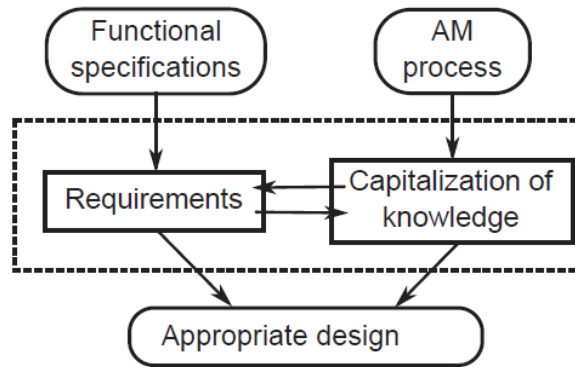 Functional
specifications
AM
process
Requirements
Capitalization of
knowledge
Appropriate design